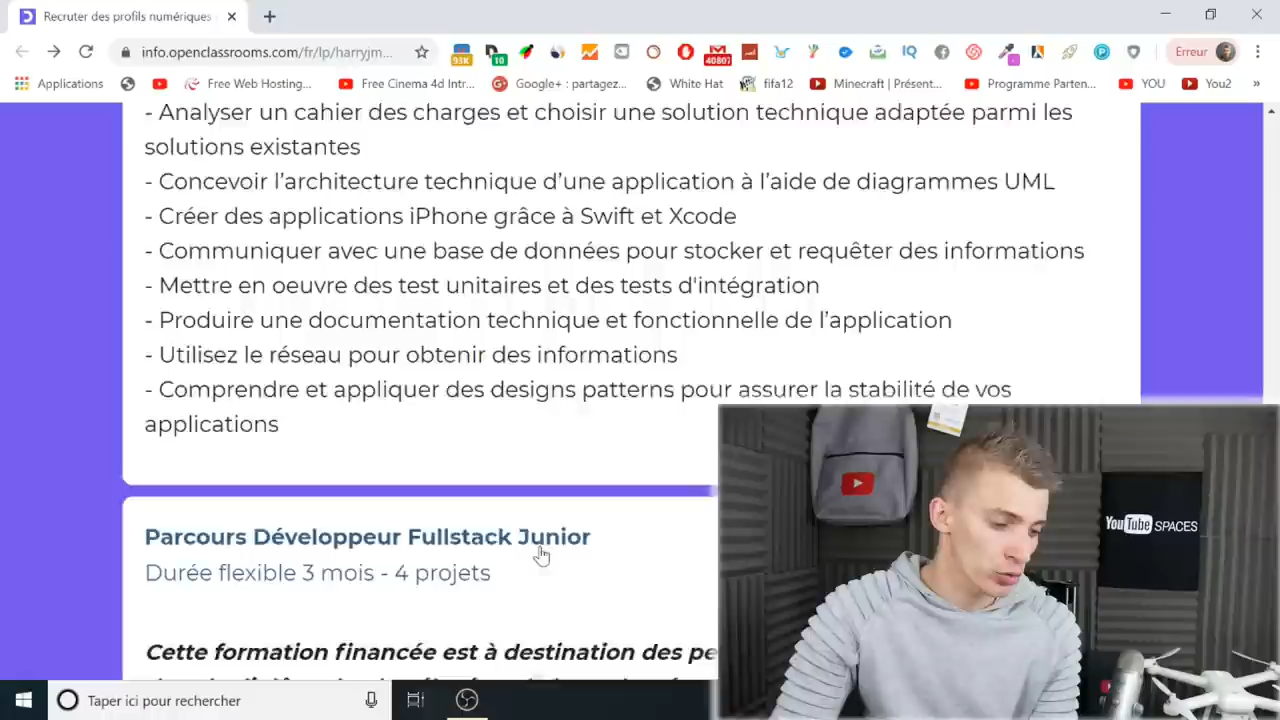 Recruter des profils numériques
info.openclassrooms.com/fr/lp/harryjm...
93K
10
40807
Erreur
Applications
Free Web Hosting...
Free Cinema 4d Intr...
Google+ : partagez...
White Hat
fifa12
Minecraft | Présent...
Programme Parten...
YOU
You2
- Analyser un cahier des charges et choisir une solution technique adaptée parmi les
solutions existantes
- Concevoir l’architecture technique d’une application à l’aide de diagrammes UML
- Créer des applications iPhone grâce à Swift et Xcode
- Communiquer avec une base de données pour stocker et requêter des informations
- Mettre en oeuvre des test unitaires et des tests d'intégration
- Produire une documentation technique et fonctionnelle de l’application
- Utilisez le réseau pour obtenir des informations
- Comprendre et appliquer des designs patterns pour assurer la stabilité de vos
applications
Parcours Développeur Fullstack Junior
Durée flexible 3 mois - 4 projets
Cette formation financée est à destination des pe
YouTube SPACES
Taper ici pour rechercher